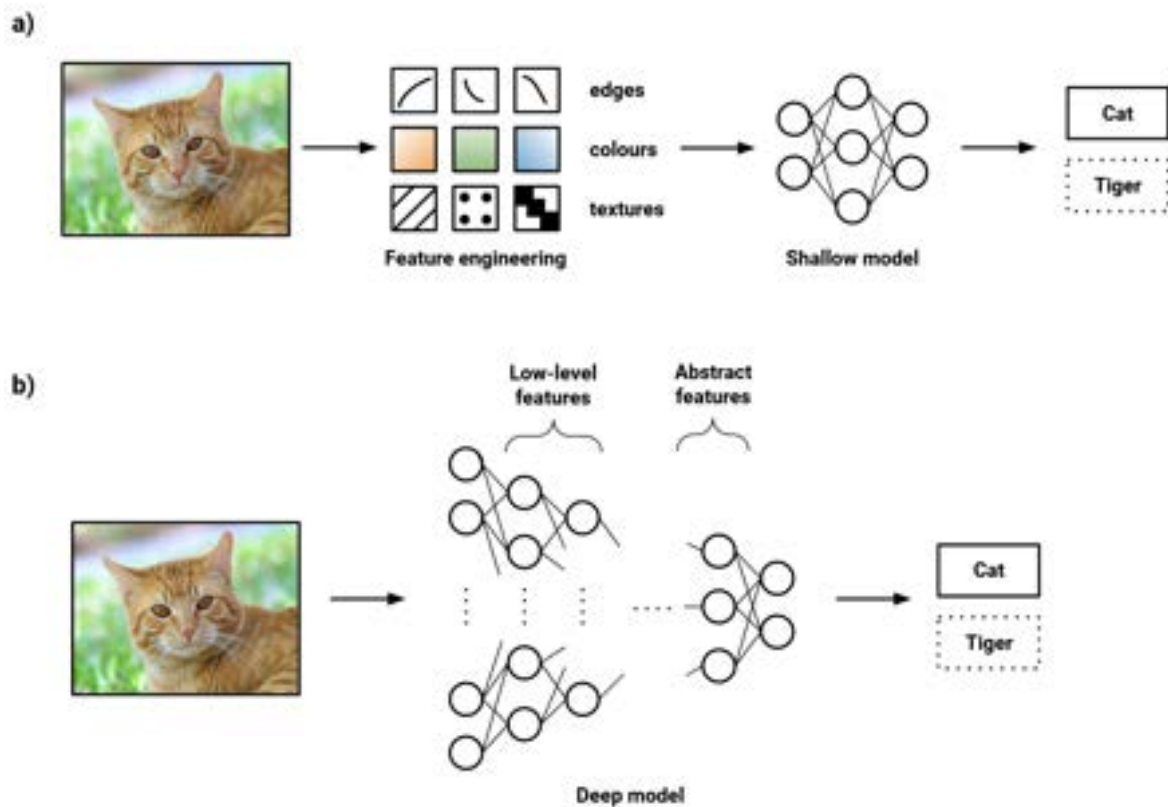 a)
edges
colours
textures
Feature engineering
Shallow model
Cat
Tiger
b)
Low-level
features
Abstract
features
Cat
Tiger
Deep model